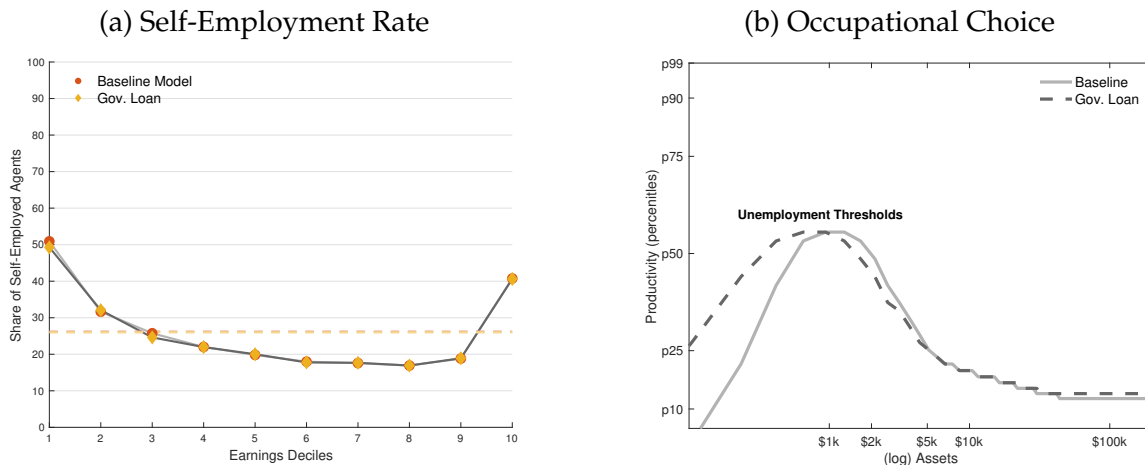 (a) Self-Employment Rate
100
90
80
70
60
50
40
30
20
10
0
Share of Self-Employed Agents
Baseline Model
Gov. Loan
1 2 3 4 5 6 7 8 9 10
Earnings Deciles
(b) Occupational Choice
p99
p90
p75
p50
p25
p10
Productivity (percenitles)
Baseline
Gov. Loan
Unemployment Thresholds
$1k $2k $5k $10k $100k
(log) Assets